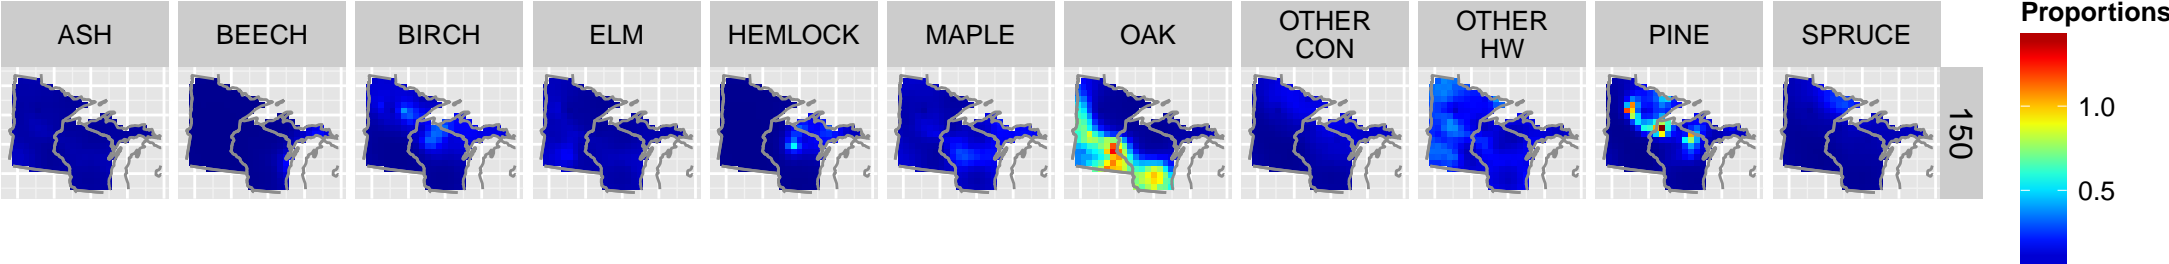 ASH
BEECH
BIRCH
ELM
HEMLOCK
MAPLE
OAK
OTHER
CON
OTHER
HW
PINE
SPRUCE
150
Proportions
1.0
0.5